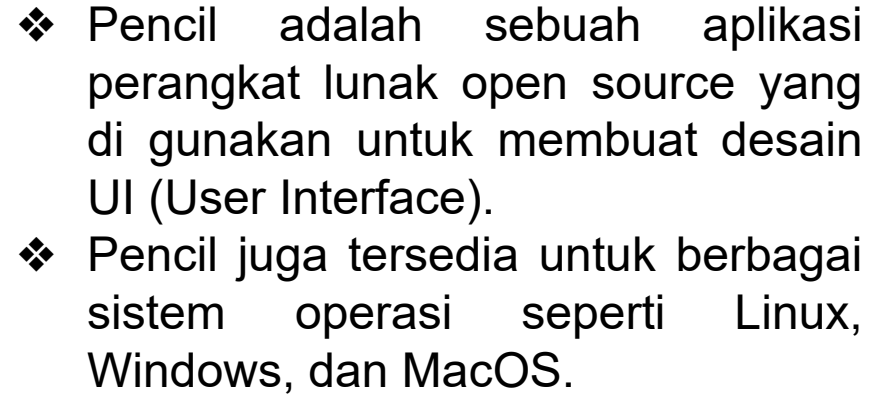 ❖ Pencil adalah sebuah aplikasi
perangkat lunak open source yang
di gunakan untuk membuat desain
UI (User Interface).
❖ Pencil juga tersedia untuk berbagai
sistem operasi seperti Linux,
Windows, dan MacOS.